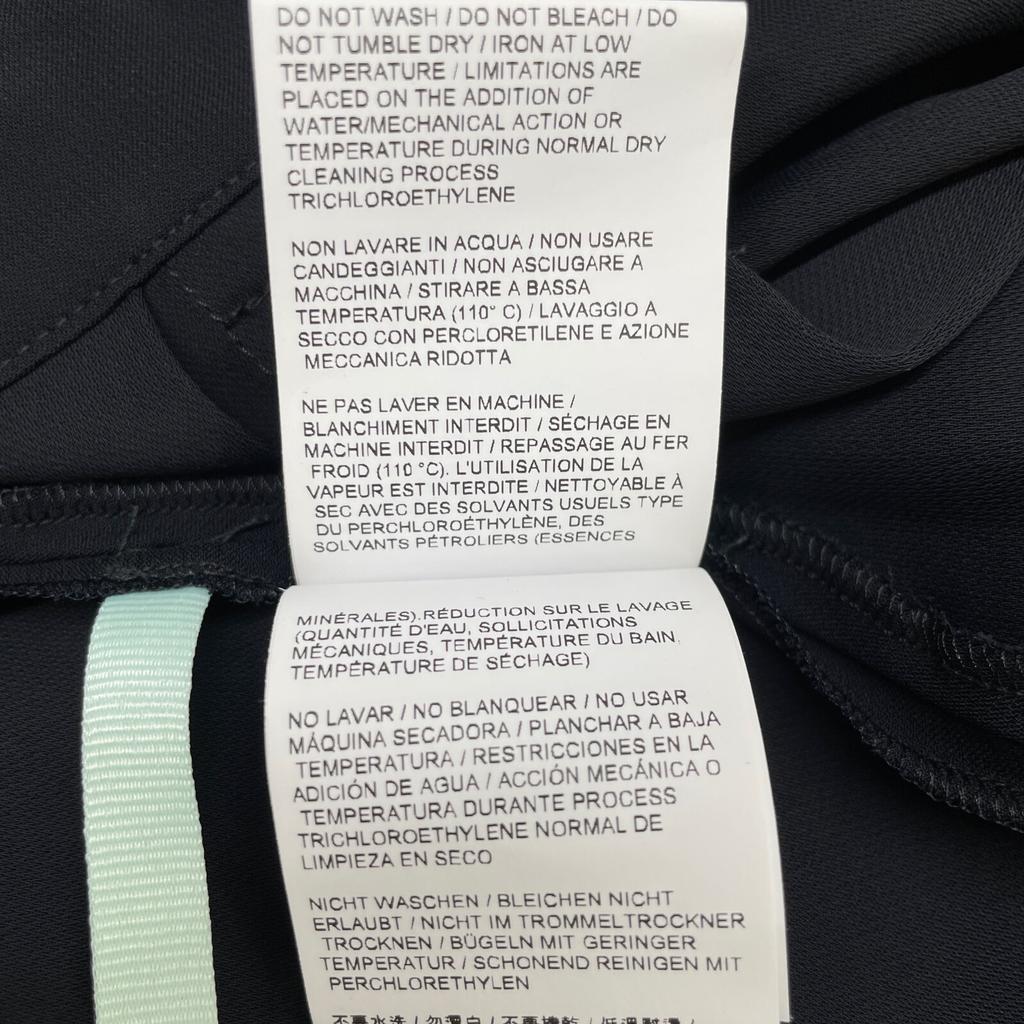 DO NOT WASH / DO NOT BLEACH / DO
NOT TUMBLE DRY / IRON AT LOW
TEMPERATURE / LIMITATIONS ARE
PLACED ON THE ADDITION OF
WATER/MECHANICAL ACTION OR
TEMPERATURE DURING NORMAL DRY
CLEANING PROCESS
TRICHLOROETHYLENE
NON LAVARE IN ACQUA / NON USARE
CANDEGGIANTI / NON ASCIUGARE A
MACCHINA / STIRARE A BASSA
TEMPERATURA (110° C) / LAVAGGIO A
SECCO CON PERCLORETILENE E AZIONE
MECCANICA RIDOTTA
NE PAS LAVER EN MACHINE /
BLANCHIMENT INTERDIT / SÉCHAGE EN
MACHINE INTERDIT / REPASSAGE AU FER
FROID (110 °C). L'UTILISATION DE LA
VAPEUR EST INTERDITE / NETTOYABLE À
SEC AVEC DES SOLVANTS USUELS TYPE
DU PERCHLOROÉTHYLÈNE, DES
SOLVANTS PÉTROLIERS (ESSENCES
MINÉRALES).RÉDUCTION SUR LE LAVAGE
(QUANTITÉ D'EAU, SOLLICITATIONS
MÉCANIQUES, TEMPÉRATURE DU BAIN,
TEMPÉRATURE DE SÉCHAGE)
NO LAVAR / NO BLANQUEAR / NO USAR
MÁQUINA SECADORA / PLANCHAR A BAJA
TEMPERATURA / RESTRICCIONES EN LA
ADICIÓN DE AGUA / ACCIÓN MECÁNICA O
TEMPERATURA DURANTE PROCESS
TRICHLOROETHYLENE NORMAL DE
LIMPIEZA EN SECO
NICHT WASCHEN / BLEICHEN NICHT
ERLAUBT / NICHT IM TROMMELTROCKNER
TROCKNEN / BÜGELN MIT GERINGER
TEMPERATUR / SCHONEND REINIGEN MIT
PERCHLORETHYLEN